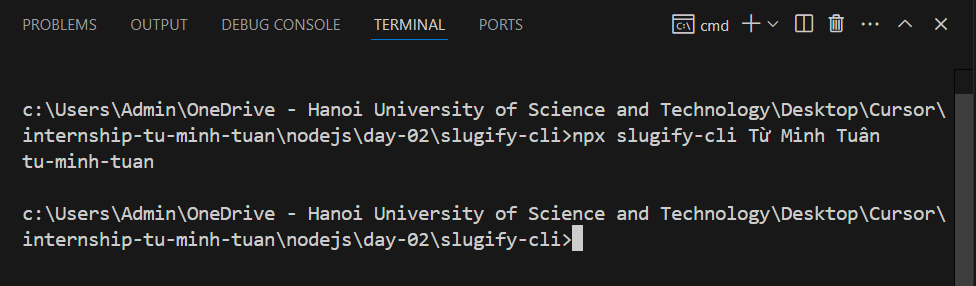 PROBLEMS OUTPUT DEBUG CONSOLE TERMINAL PORTS cmd
c:\Users\Admin\OneDrive - Hanoi University of Science and Technology\Desktop\Cursor\
internship-tu-minh-tuan\nodejs\day-02\slugify-cli>npx slugify-cli Từ Minh Tuân
tu-minh-tuan
c:\Users\Admin\OneDrive - Hanoi University of Science and Technology\Desktop\Cursor\
internship-tu-minh-tuan\nodejs\day-02\slugify-cli>